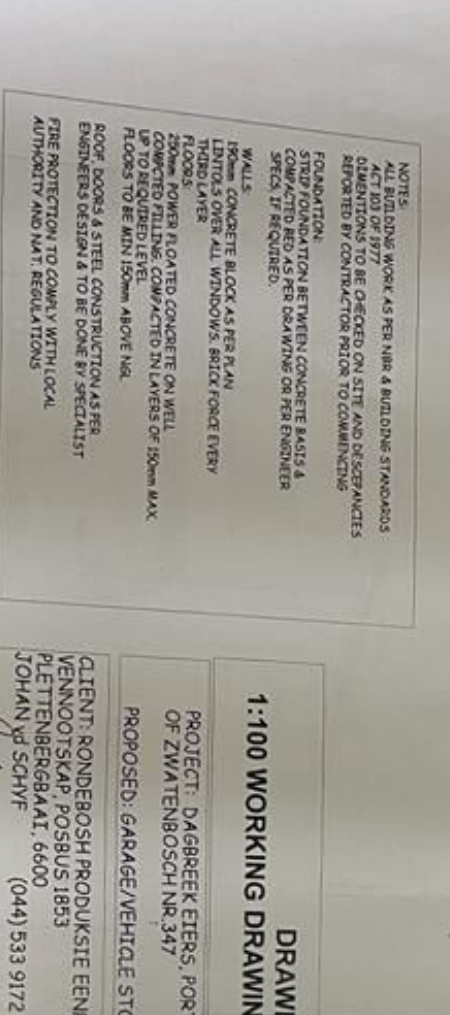 NOTES:
ALL BUILDING WORK AS PER NBR & BUILDING STANDARDS
ACT 103 OF 1977
DIMENTIONS TO BE CHECKED ON SITE AND DESCEPANCIES
REPORTED BY CONTRACTOR PRIOR TO COMMENCING
FOUNDATION:
STRIP FOUNDATION BETWEEN CONCRETE BASIS &
COMPACTED BED AS PER DRAWING OR PER ENGINEER
SPECS, IF REQUIRED.
WALLS:
190mm CONCRETE BLOCK AS PER PLAN
LINTOLS OVER ALL WINDOWS. BRICK FORCE EVERY
THIRD LAYER
FLOORS:
250mm POWER FLOATED CONCRETE ON WELL
COMPCTED FILLING, COMPACTED IN LAYERS OF 150mm MAX.
UP TO REQUIRED LEVEL
FLOORS TO BE MIN 150mm ABOVE NGL
ROOF, DOORS & STEEL CONSTRUCTION AS PER
ENGINEERS DESIGN & TO BE DONE BY SPECIALIST
FIRE PROTECTION TO COMPLY WITH LOCAL
AUTHORITY AND NAT. REGULATIONS
DRAWI
1:100 WORKING DRAWIN
PROJECT: DAGBREEK EIERS, POR
OF ZWATENBOSCH NR.347
PROPOSED: GARAGE/VEHICLE STO
CLIENT: RONDEBOSH PRODUKSIE EEN
VENNOOTSKAP, POSBUS 1853
PLETTENBERGBAAI, 6600
JOHAN vd SCHYF (044) 533 9172